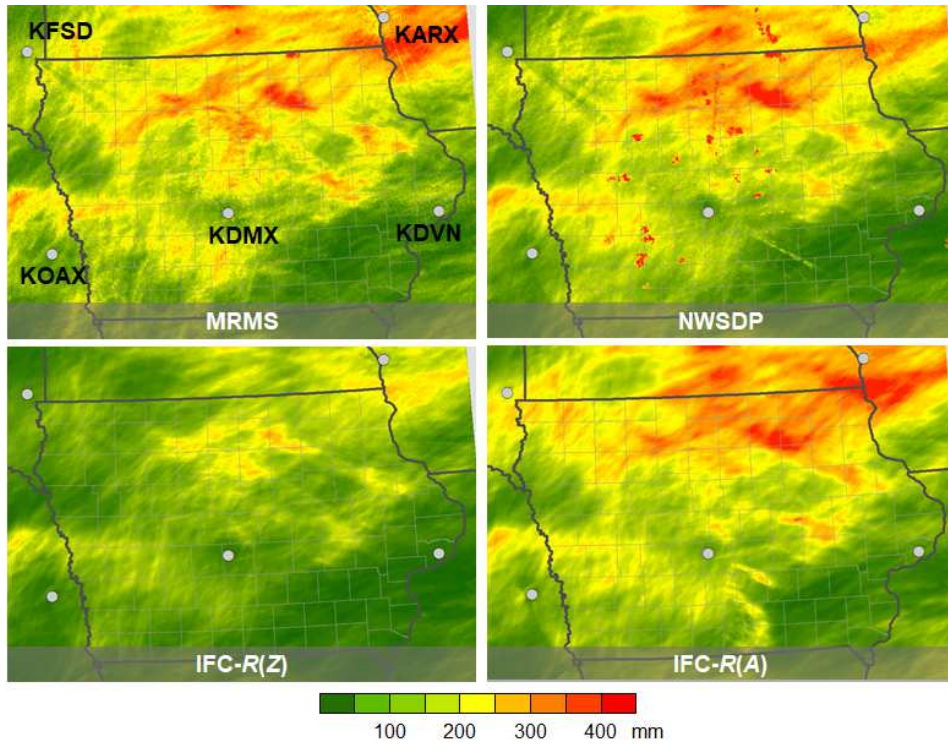 KFSD
KARX
KDMX
KDVN
KOAX
MRMS
NWSDP
IFC-R(Z)
IFC-R(A)
100 200 300 400 mm